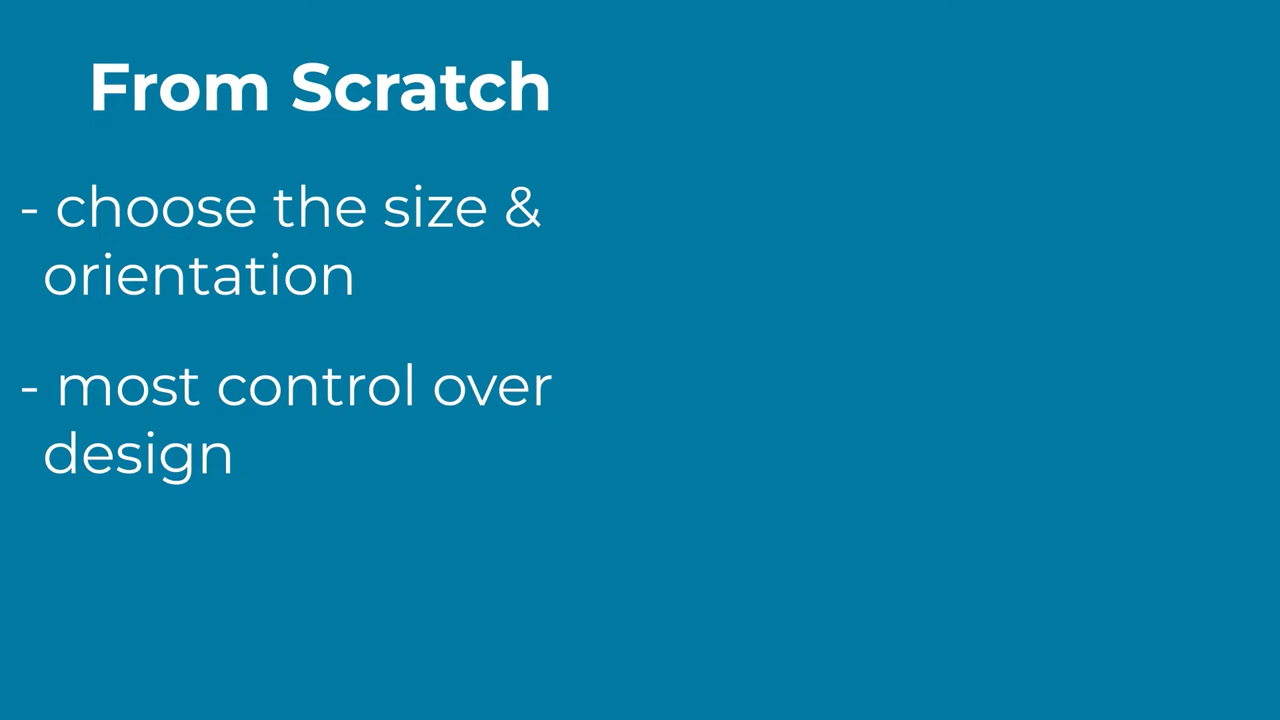 From Scratch
- choose the size &
orientation
- most control over
design